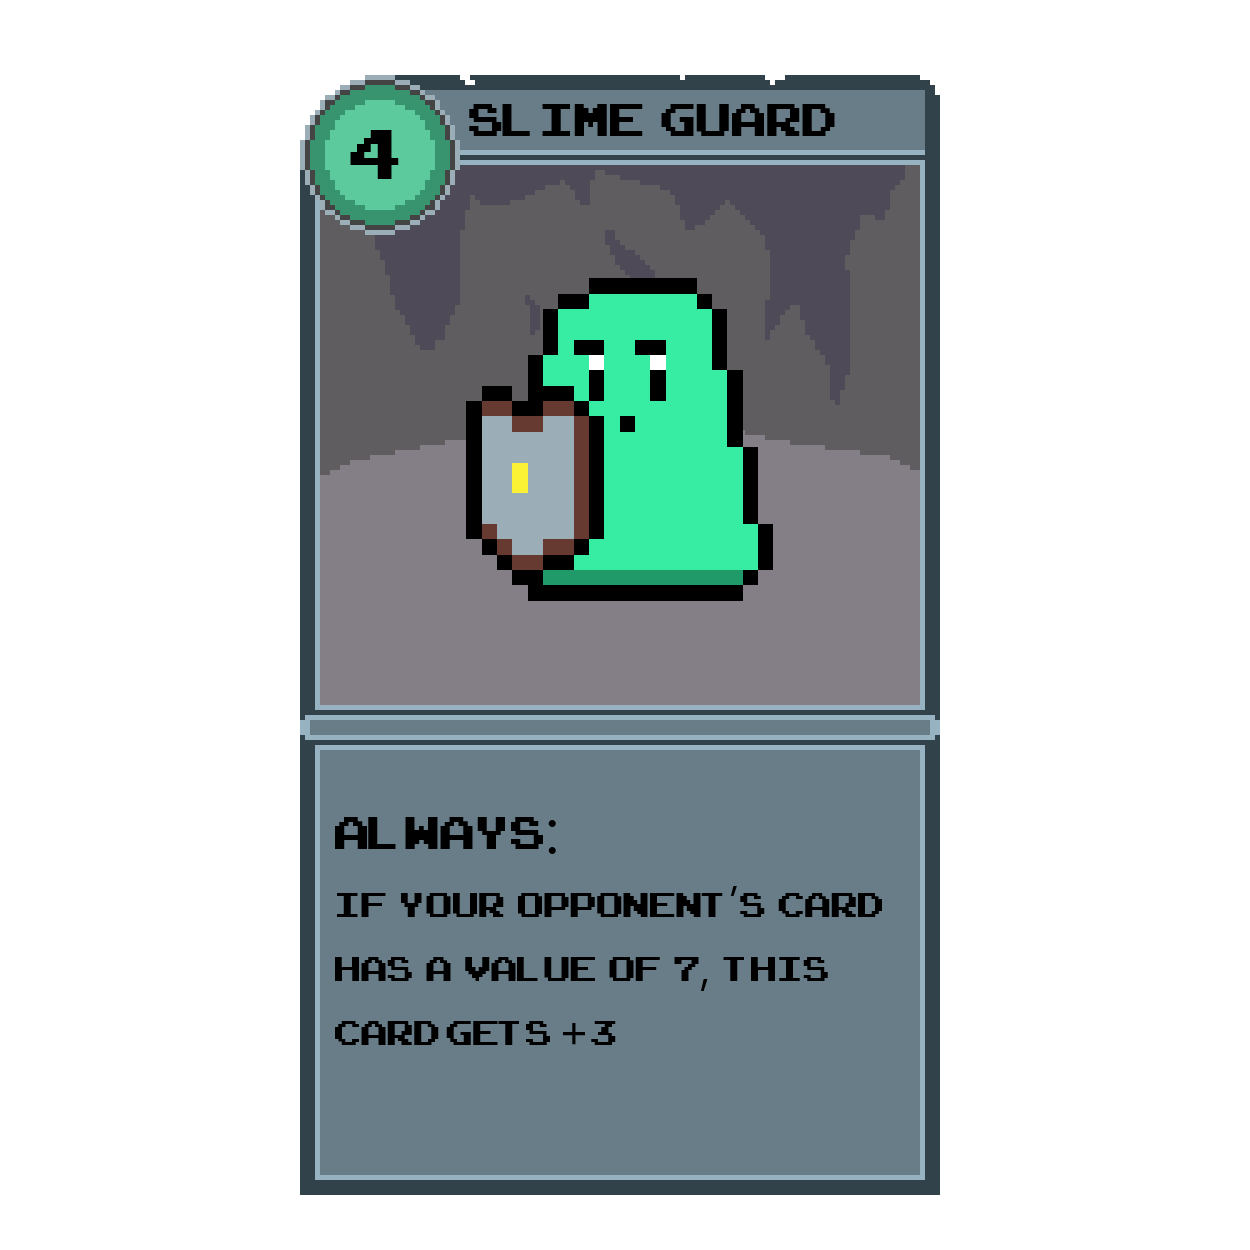 4
SLIME GUARD
ALWAYS:
IF YOUR OPPONENT'S CARD
HAS A VALUE OF 7, THIS
CARD GETS +3